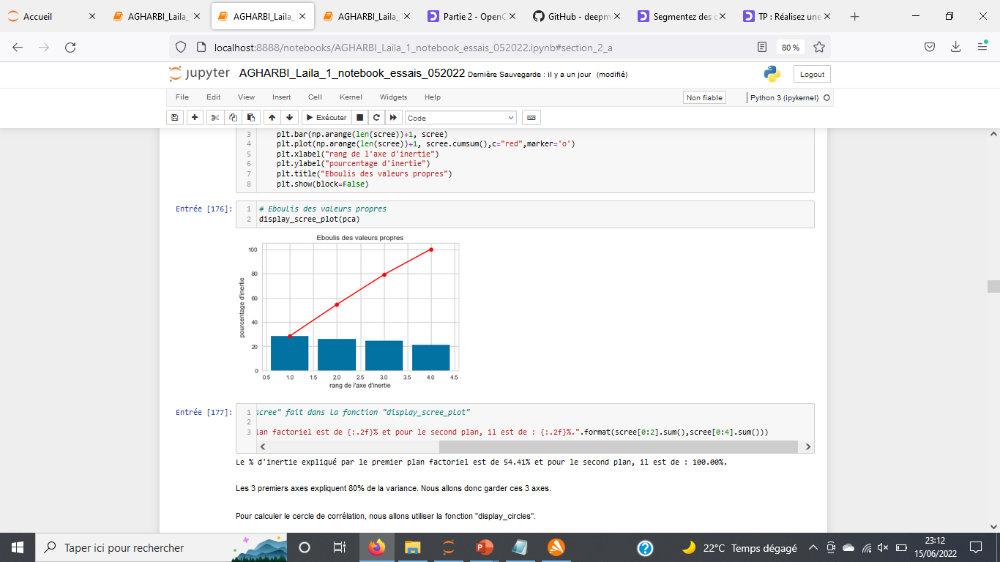 Accueil
AGHARBI_Laila_1
AGHARBI_Laila_
AGHARBI_Laila_1
Partie 2 - OpenC
GitHub - deepm
Segmentez des c
TP : Réalisez une
localhost:8888/notebooks/AGHARBI_Laila_1_notebook_essais_052022.ipynb#section_2_a
80 %
jupyter AGHARBI_Laila_1_notebook_essais_052022 Dernière Sauvegarde : il y a un jour (modifié)
Logout
File Edit View Insert Cell Kernel Widgets Help
Non fiable
Python 3 (ipykernel)
Exécuter
Code
3 plt.bar(np.arange(len(scree))+1, scree)
4 plt.plot(np.arange(len(scree))+1, scree.cumsum(),c="red",marker='o')
5 plt.xlabel("rang de l'axe d'inertie")
6 plt.ylabel("pourcentage d'inertie")
7 plt.title("Eboulis des valeurs propres")
8 plt.show(block=False)
Entrée [176]:
1 # Eboulis des valeurs propres
2 display_scree_plot(pca)
Eboulis des valeurs propres
pourcentage d'inertie
100
80
60
40
20
0
0.5 1.0 1.5 2.0 2.5 3.0 3.5 4.0 4.5
rang de l'axe d'inertie
Entrée [177]:
1 scree" fait dans la fonction "display_scree_plot"
2
3 lan factoriel est de {:.2f}% et pour le second plan, il est de : {:.2f}%.".format(scree[0:2].sum(),scree[0:4].sum()))
Le % d'inertie expliqué par le premier plan factoriel est de 54.41% et pour le second plan, il est de : 100.00%.
Les 3 premiers axes expliquent 80% de la variance. Nous allons donc garder ces 3 axes.
Pour calculer le cercle de corrélation, nous allons utiliser la fonction "display_circles".
Taper ici pour rechercher
22°C Temps dégagé
23:12
15/06/2022